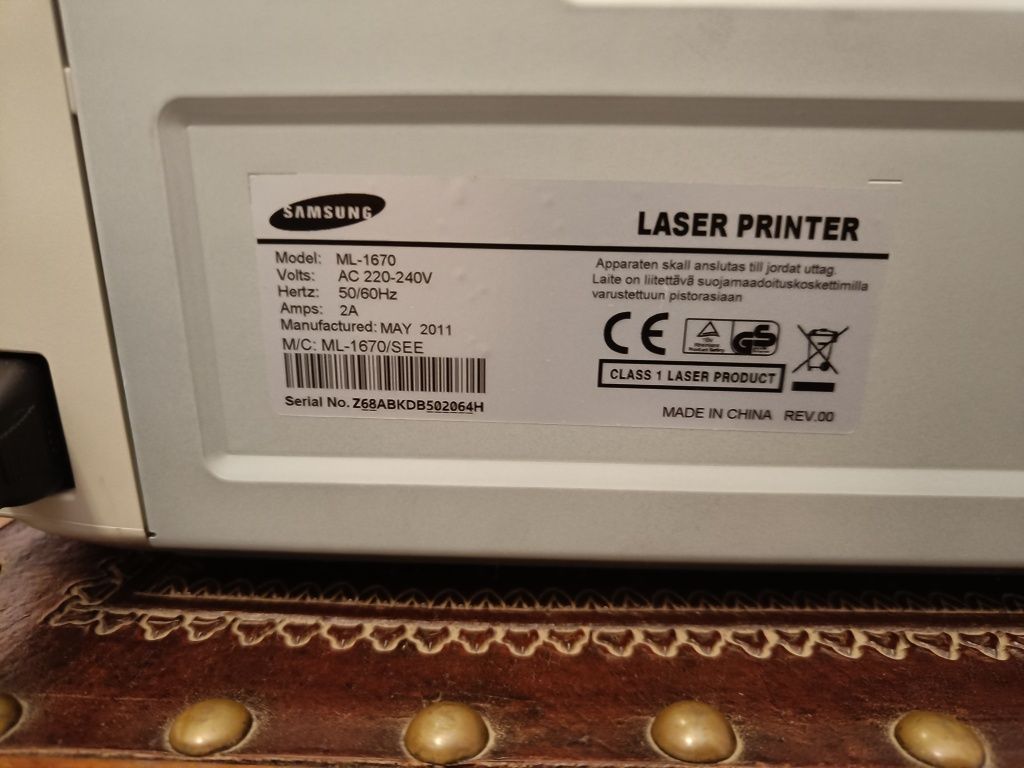 SAMSUNG
LASER PRINTER
Model: ML-1670
Volts: AC 220-240V
Hertz: 50/60Hz
Amps: 2A
Manufactured: MAY 2011
M/C: ML-1670/SEE
Serial No. Z68ABKDB502064H
Apparaten skall anslutas till jordat uttag.
Laite on liitettävä suojamaadoituskoskettimilla
varustettuun pistorasiaan
CE
GS
CLASS 1 LASER PRODUCT
MADE IN CHINA REV.00